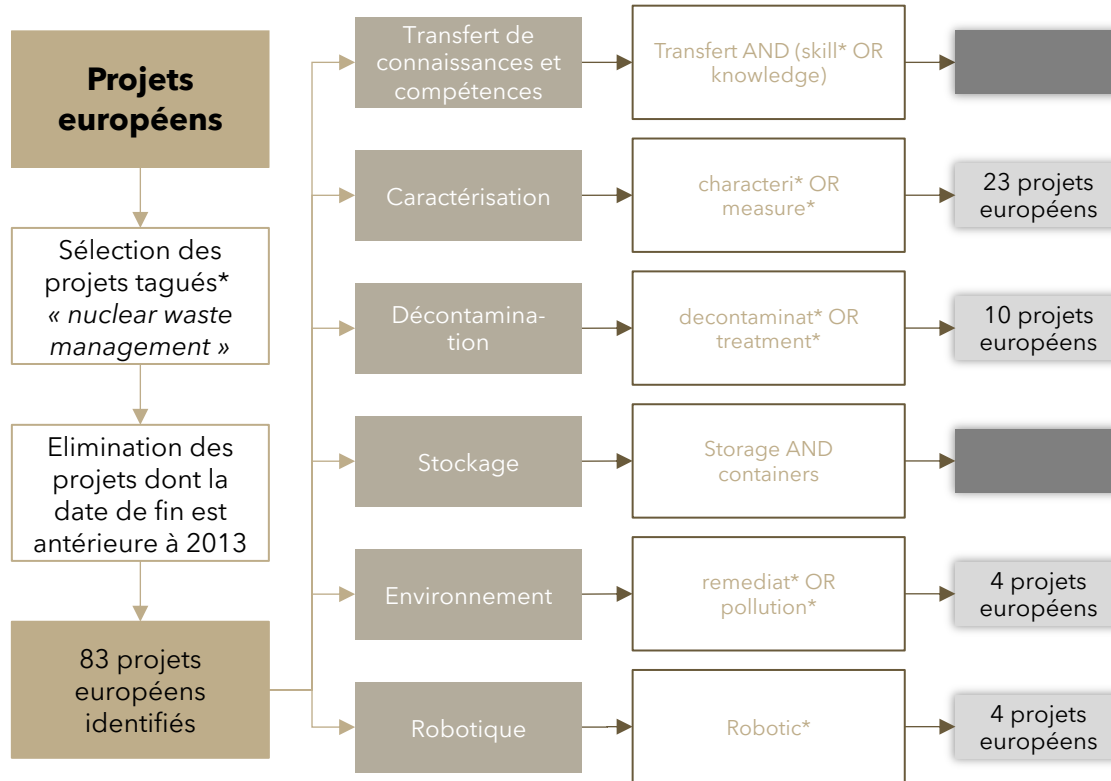 Projets
européens
Sélection des
projets tagués*
« nuclear waste
management »
Elimination des
projets dont la
date de fin est
antérieure à 2013
83 projets
européens
identifiés
Transfert de
connaissances et
compétences
Transfert AND (skill* OR
knowledge)
Caractérisation
characteri* OR
measure*
23 projets
européens
Décontamina-
tion
decontaminat* OR
treatment*
10 projets
européens
Stockage
Storage AND
containers
Environnement
remediat* OR
pollution*
4 projets
européens
Robotique
Robotic*
4 projets
européens